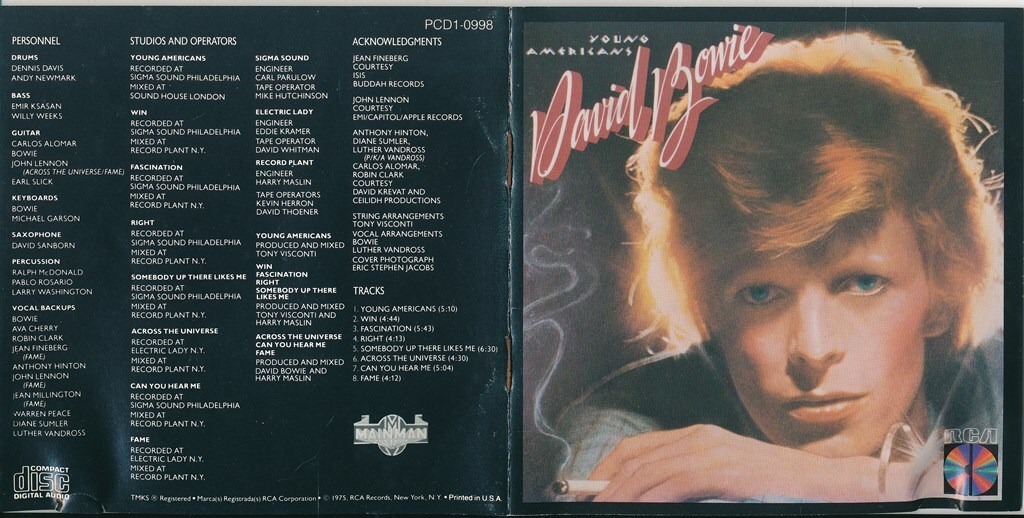 PCD1-0998
PERSONNEL
DRUMS
DENNIS DAVIS
ANDY NEWMARK
BASS
EMIR KSASAN
WILLY WEEKS
GUITAR
CARLOS ALOMAR
BOWIE
JOHN LENNON
(ACROSS THE UNIVERSE/FAME)
EARL SLICK
KEYBOARDS
BOWIE
MICHAEL GARSON
SAXOPHONE
DAVID SANBORN
PERCUSSION
RALPH McDONALD
PABLO ROSARIO
LARRY WASHINGTON
VOCAL BACKUPS
BOWIE
AVA CHERRY
ROBIN CLARK
JEAN FINEBERG
(FAME)
ANTHONY HINTON
JOHN LENNON
(FAME)
JEAN MILLINGTON
(FAME)
WARREN PEACE
DIANE SUMLER
LUTHER VANDROSS
COMPACT
disc
DIGITAL AUDIO
STUDIOS AND OPERATORS
YOUNG AMERICANS
RECORDED AT
SIGMA SOUND PHILADELPHIA
MIXED AT
SOUND HOUSE LONDON
WIN
RECORDED AT
SIGMA SOUND PHILADELPHIA
MIXED AT
RECORD PLANT N.Y.
FASCINATION
RECORDED AT
SIGMA SOUND PHILADELPHIA
MIXED AT
RECORD PLANT N.Y.
RIGHT
RECORDED AT
SIGMA SOUND PHILADELPHIA
MIXED AT
RECORD PLANT N.Y.
SOMEBODY UP THERE LIKES ME
RECORDED AT
SIGMA SOUND PHILADELPHIA
MIXED AT
RECORD PLANT N.Y.
ACROSS THE UNIVERSE
RECORDED AT
ELECTRIC LADY N.Y.
MIXED AT
RECORD PLANT N.Y.
CAN YOU HEAR ME
RECORDED AT
SIGMA SOUND PHILADELPHIA
MIXED AT
RECORD PLANT N.Y.
FAME
RECORDED AT
ELECTRIC LADY N.Y.
MIXED AT
RECORD PLANT N.Y.
SIGMA SOUND
ENGINEER
CARL PARULOW
TAPE OPERATOR
MIKE HUTCHINSON
ELECTRIC LADY
ENGINEER
EDDIE KRAMER
TAPE OPERATOR
DAVID WHITMAN
RECORD PLANT
ENGINEER
HARRY MASLIN
TAPE OPERATORS
KEVIN HERRON
DAVID THOENER
YOUNG AMERICANS
PRODUCED AND MIXED
TONY VISCONTI
WIN
FASCINATION
RIGHT
SOMEBODY UP THERE
LIKES ME
PRODUCED AND MIXED
TONY VISCONTI AND
HARRY MASLIN
ACROSS THE UNIVERSE
CAN YOU HEAR ME
FAME
PRODUCED AND MIXED
DAVID BOWIE AND
HARRY MASLIN
ACKNOWLEDGMENTS
JEAN FINEBERG
COURTESY
ISIS
BUDDAH RECORDS
JOHN LENNON
COURTESY
EMI/CAPITOL/APPLE RECORDS
ANTHONY HINTON,
DIANE SUMLER,
LUTHER VANDROSS
(P/K/A VANDROSS)
CARLOS ALOMAR,
ROBIN CLARK
COURTESY
DAVID KREVAT AND
CEILIDH PRODUCTIONS
STRING ARRANGEMENTS
TONY VISCONTI
VOCAL ARRANGEMENTS
BOWIE
LUTHER VANDROSS
COVER PHOTOGRAPH
ERIC STEPHEN JACOBS
TRACKS
1. YOUNG AMERICANS (5:10)
2. WIN (4:44)
3. FASCINATION (5:43)
4. RIGHT (4:13)
5. SOMEBODY UP THERE LIKES ME (6:30)
6. ACROSS THE UNIVERSE (4:30)
7. CAN YOU HEAR ME (5:04)
8. FAME (4:12)
MAINMAN
TMKS ® Registered • Marca(s) Registrada(s) RCA Corporation • © 1975, RCA Records, New York, N.Y. • Printed in U.S.A.
YOUNG
AMERICANS
David Bowie
RCA